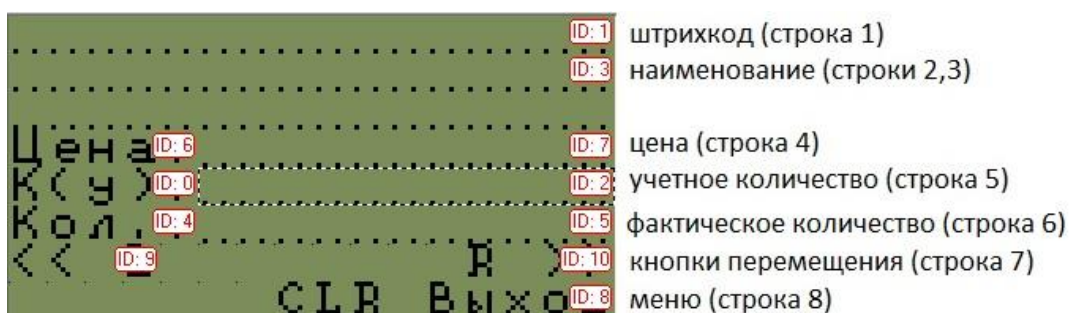 ID: 1 штрихкод (строка 1)
ID: 3 наименование (строки 2,3)
Цена: ID: 6 ID: 7 цена (строка 4)
К(у) ID: 0 ID: 2 учетное количество (строка 5)
Кол. ID: 4 ID: 5 фактическое количество (строка 6)
<< ID: 9 R > ID: 10 кнопки перемещения (строка 7)
CLR Выхо ID: 8 меню (строка 8)